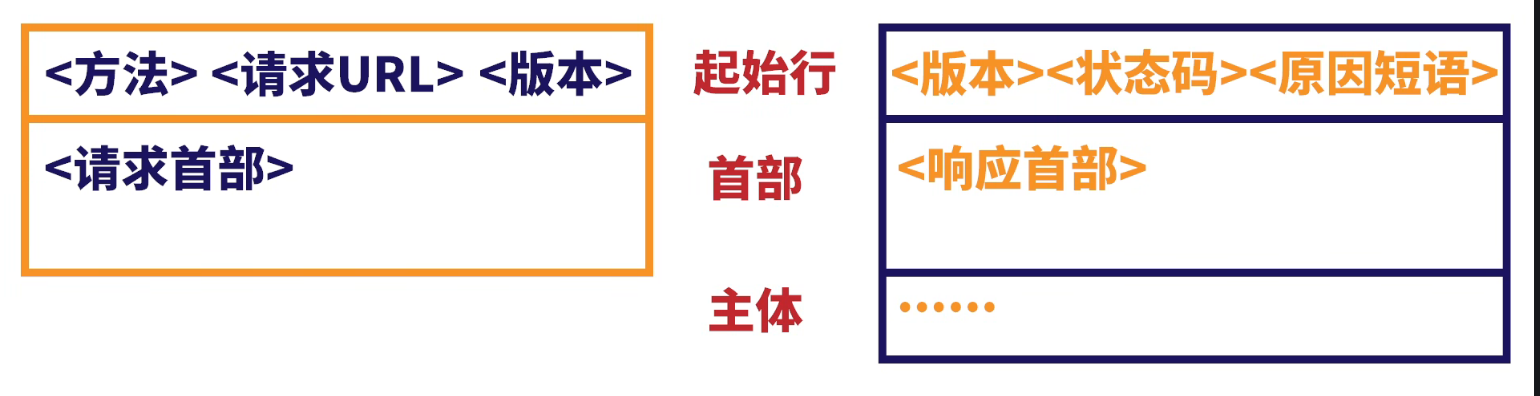 <方法> <请求URL> <版本>
起始行
<版本><状态码><原因短语>
<请求首部>
首部
<响应首部>
主体
······